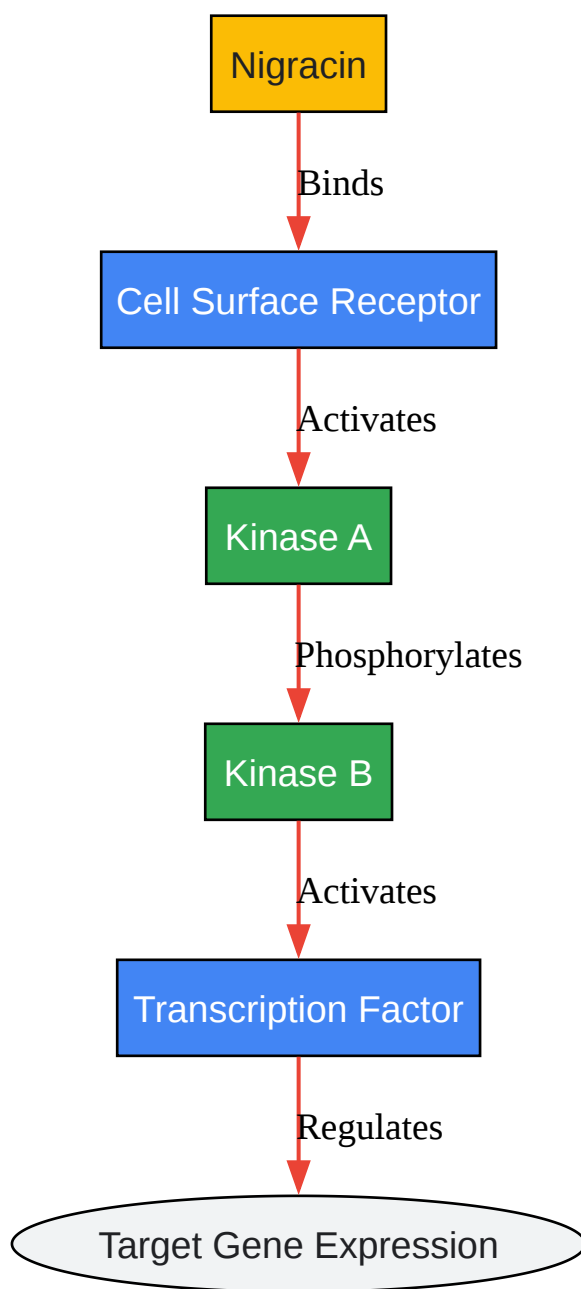 Nigracin
Binds
Cell Surface Receptor
Activates
Kinase A
Phosphorylates
Kinase B
Activates
Transcription Factor
Regulates
Target Gene Expression